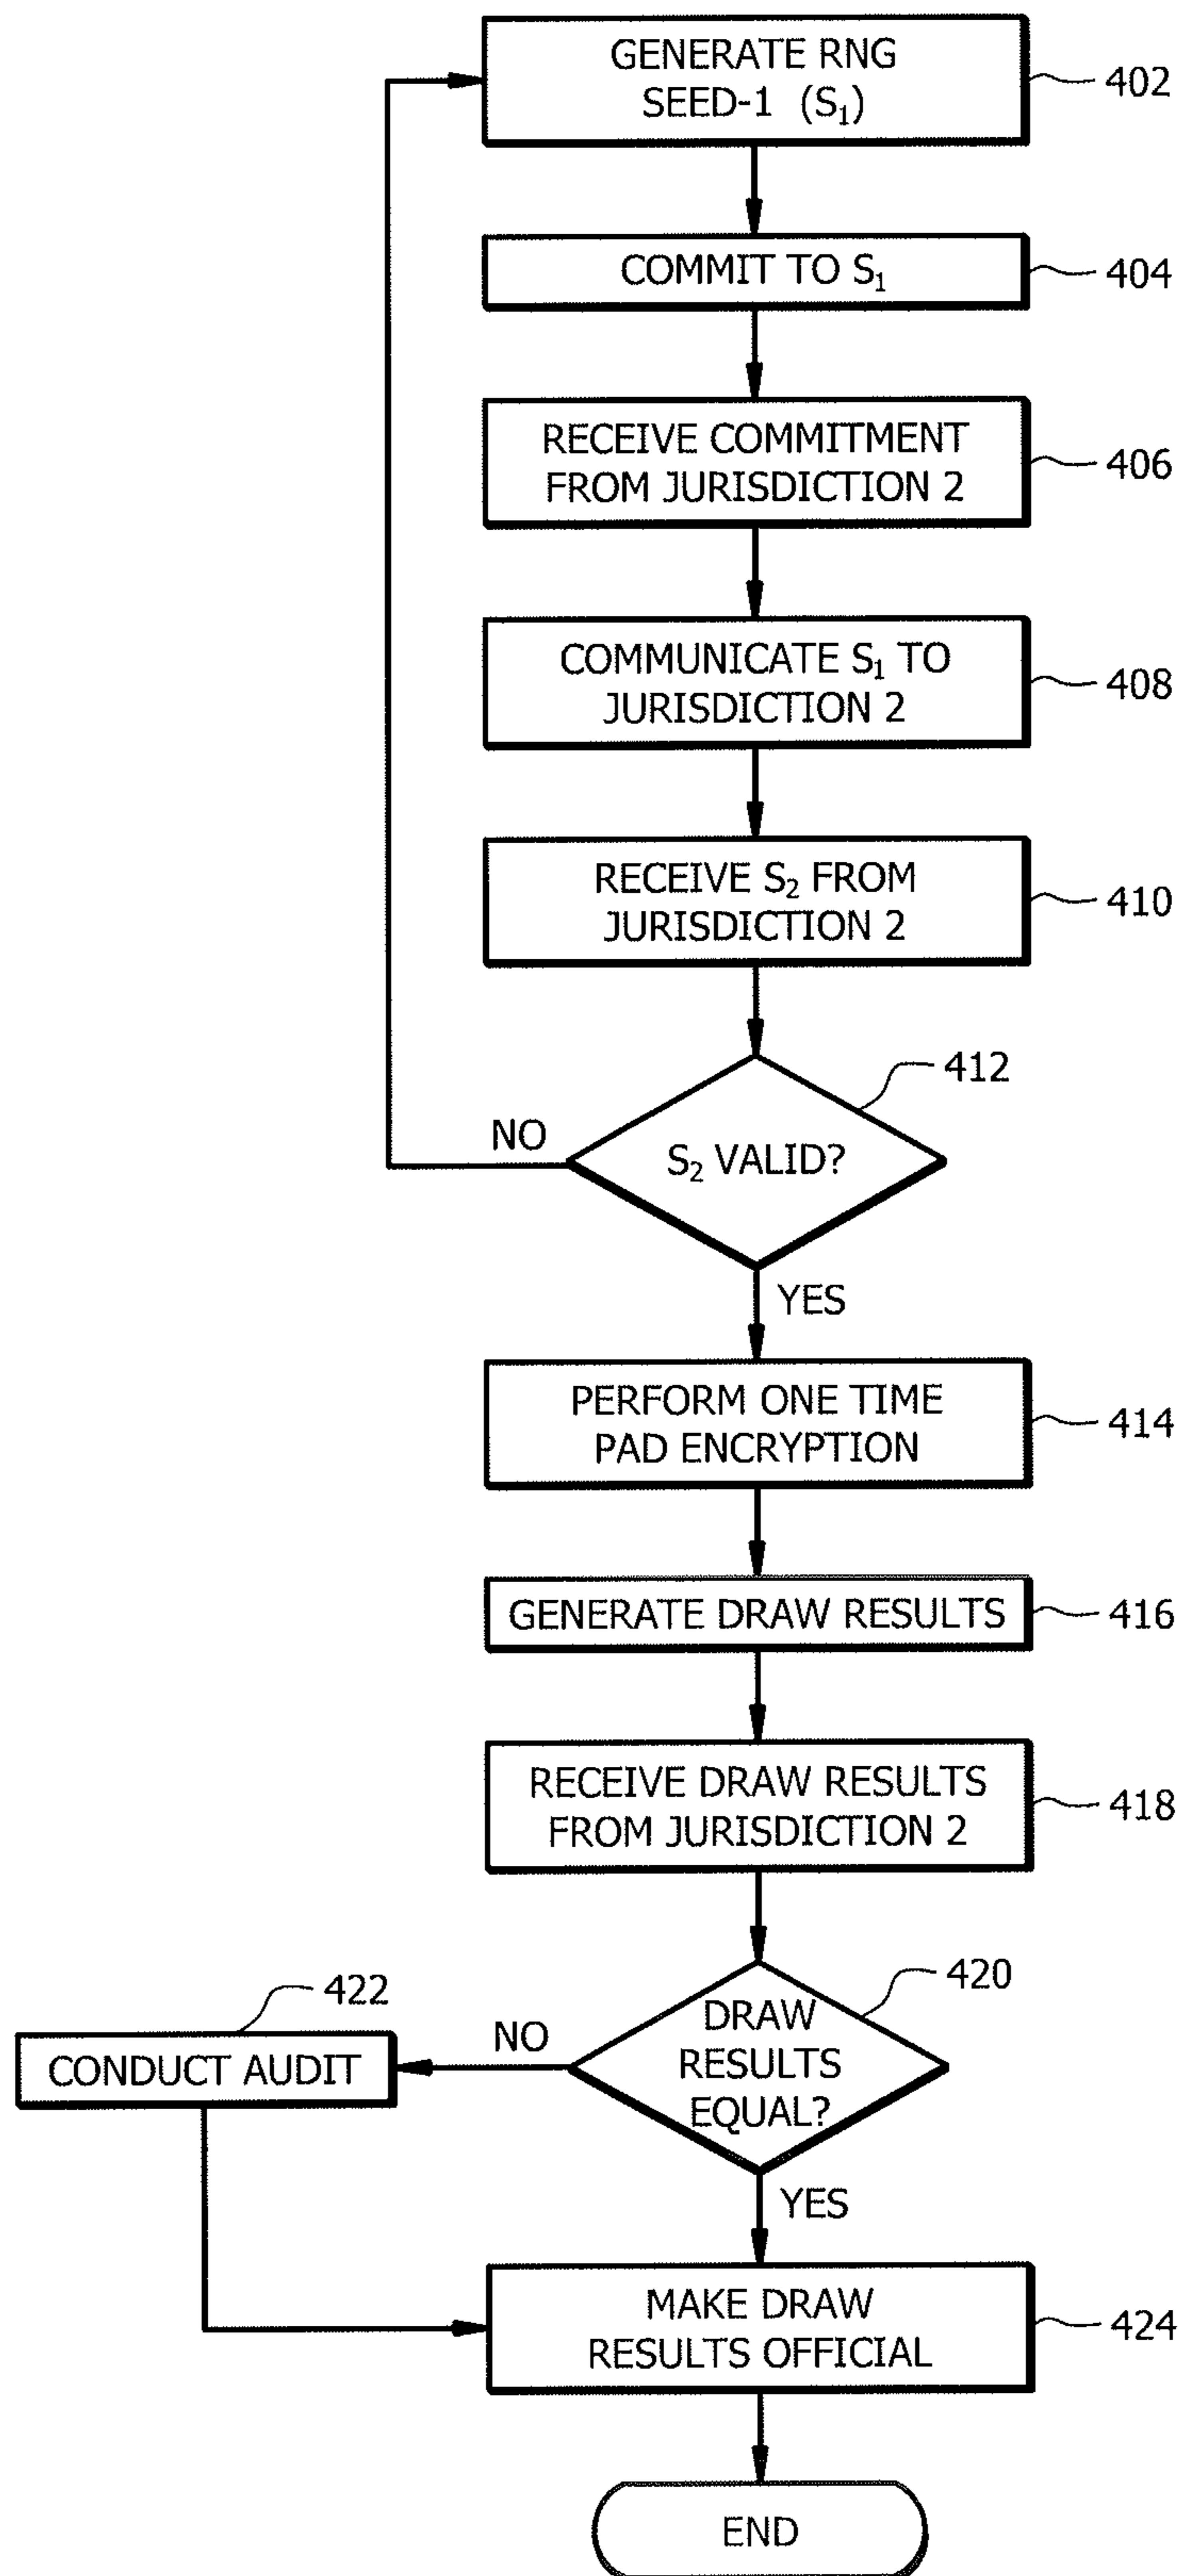 GENERATE RNG
SEED-1 (S₁)
402
COMMIT TO S₁
404
RECEIVE COMMITMENT
FROM JURISDICTION 2
406
COMMUNICATE S₁ TO
JURISDICTION 2
408
RECEIVE S₂ FROM
JURISDICTION 2
410
412
NO
S₂ VALID?
YES
PERFORM ONE TIME
PAD ENCRYPTION
414
GENERATE DRAW RESULTS
416
RECEIVE DRAW RESULTS
FROM JURISDICTION 2
418
420
422
NO
DRAW
RESULTS
EQUAL?
CONDUCT AUDIT
YES
MAKE DRAW
RESULTS OFFICIAL
424
END